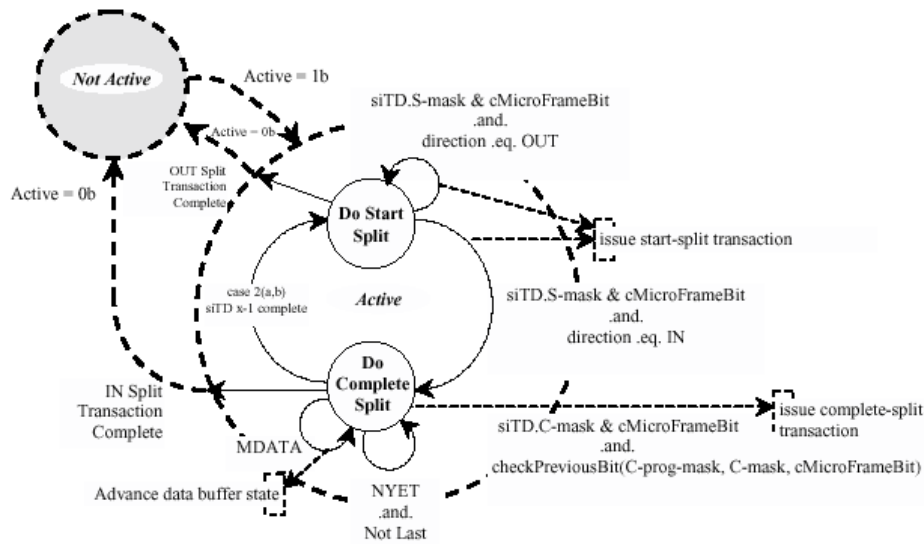 Not Active
Active = 1b
siTD.S-mask & cMicroFrameBit
.and.
direction .eq. OUT
Active = 0b
OUT Split
Transaction
Complete
Active = 0b
Do Start
Split
issue start-split transaction
case 2(a,b)
siTD x-1 complete
Active
siTD.S-mask & cMicroFrameBit
.and.
direction .eq. IN
Do
Complete
Split
IN Split
Transaction
Complete
issue complete-split
transaction
siTD.C-mask & cMicroFrameBit
.and.
checkPreviousBit(C-prog-mask, C-mask, cMicroFrameBit)
MDATA
Advance data buffer state
NYET
.and.
Not Last